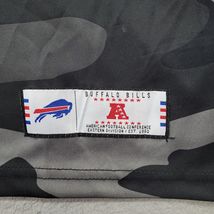 BUFFALO BILLS
A
AMERICAN FOOTBALL CONFERENCE
EASTERN DIVISION / EST. 1960